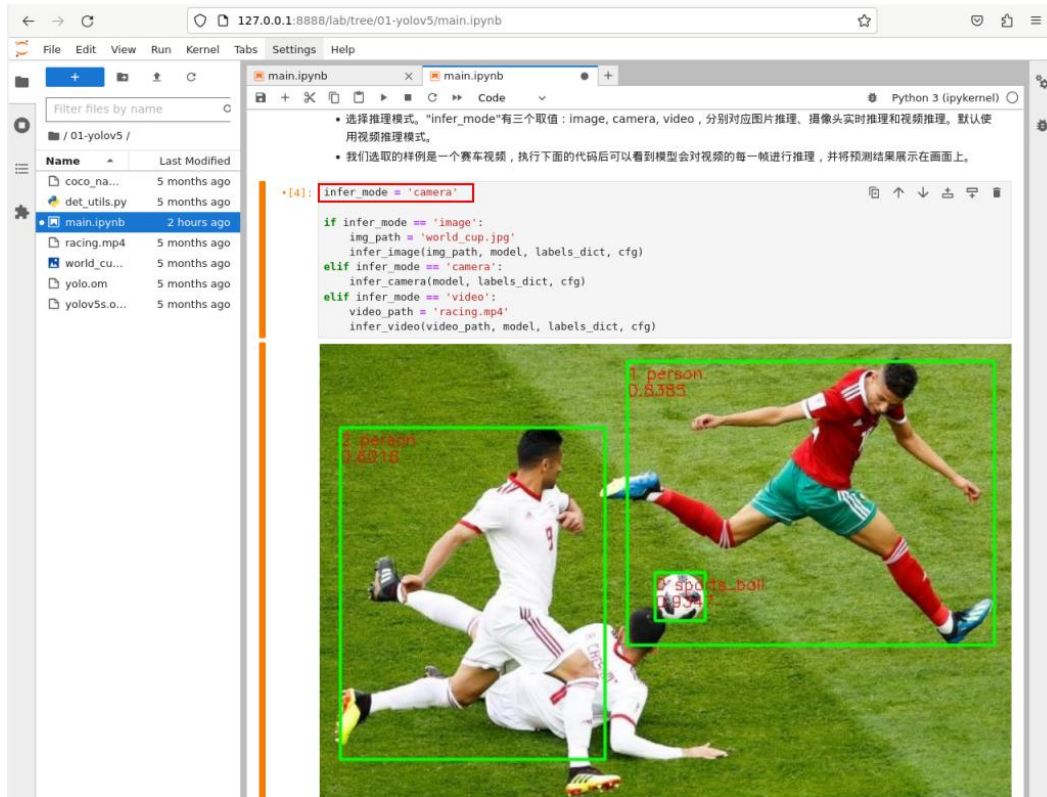 127.0.0.1:8888/lab/tree/01-yolov5/main.ipynb
File Edit View Run Kernel Tabs Settings Help
main.ipynb
main.ipynb
Filter files by name
/ 01-yolov5 /
Name Last Modified
coco_na... 5 months ago
det_utils.py 5 months ago
main.ipynb 2 hours ago
racing.mp4 5 months ago
world_cu... 5 months ago
yolo.om 5 months ago
yolov5s.o... 5 months ago
Code
Python 3 (ipykernel)
• 选择推理模式。"infer_mode"有三个取值：image, camera, video，分别对应图片推理、摄像头实时推理和视频推理。默认使
用视频推理模式。
• 我们选取的样例是一个赛车视频，执行下面的代码后可以看到模型会对视频的每一帧进行推理，并将预测结果展示在画面上。
[4]: infer_mode = 'camera'
if infer_mode == 'image':
    img_path = 'world_cup.jpg'
    infer_image(img_path, model, labels_dict, cfg)
elif infer_mode == 'camera':
    infer_camera(model, labels_dict, cfg)
elif infer_mode == 'video':
    video_path = 'racing.mp4'
    infer_video(video_path, model, labels_dict, cfg)
1 person
0.8385
2 person
0.6016
9
0 sports_ball